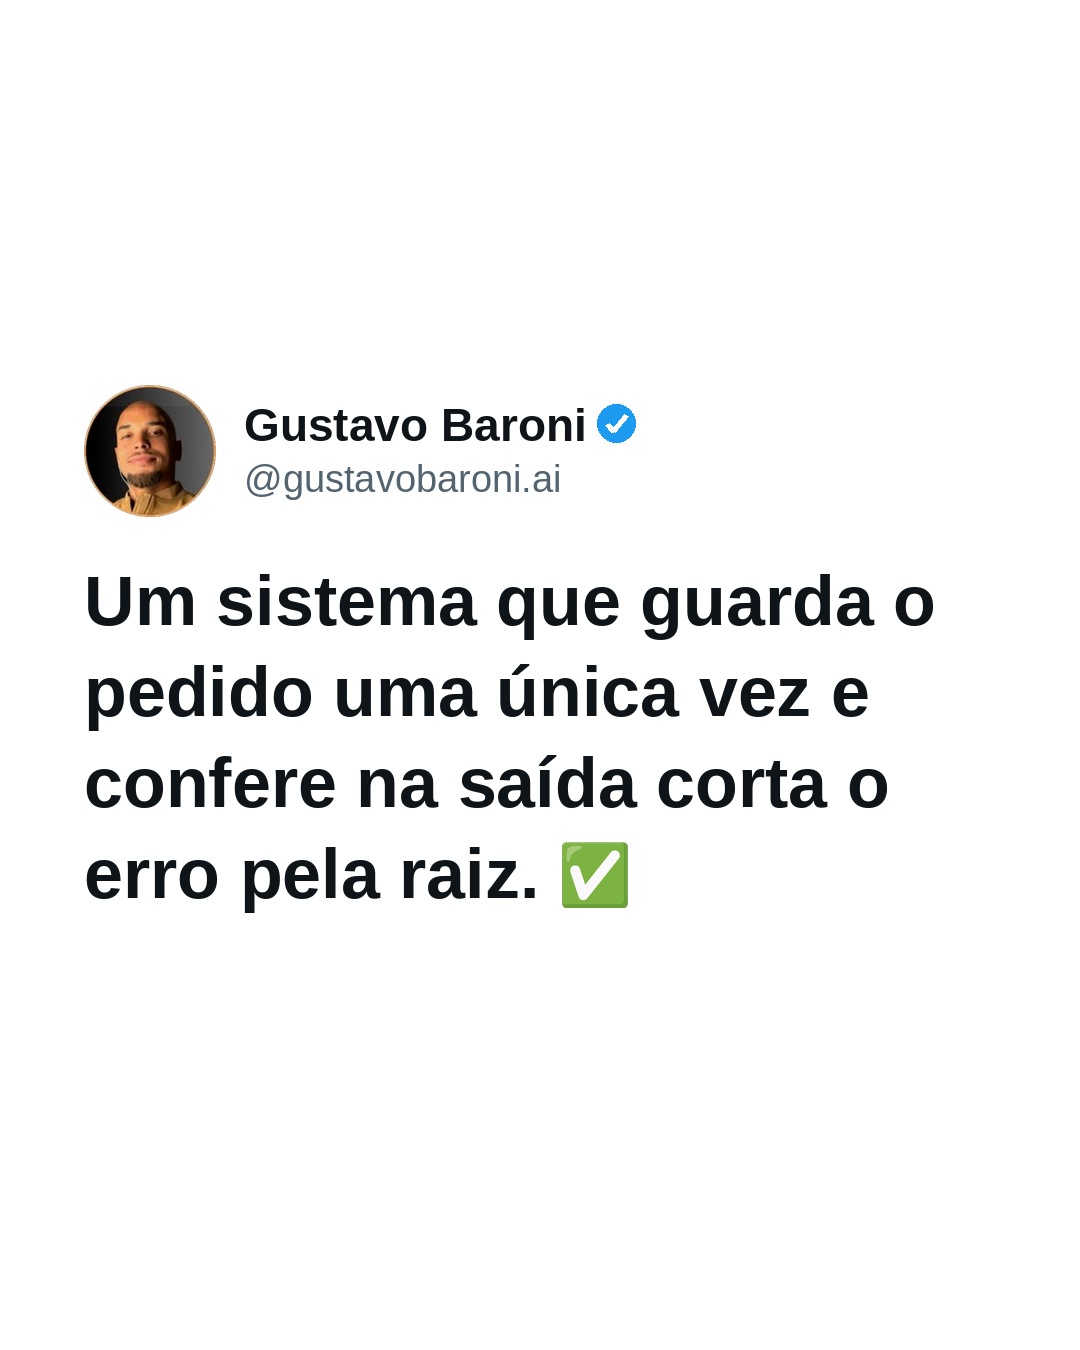 Gustavo Baroni
@gustavobaroni.ai
Um sistema que guarda o
pedido uma única vez e
confere na saída corta o
erro pela raiz. ✅